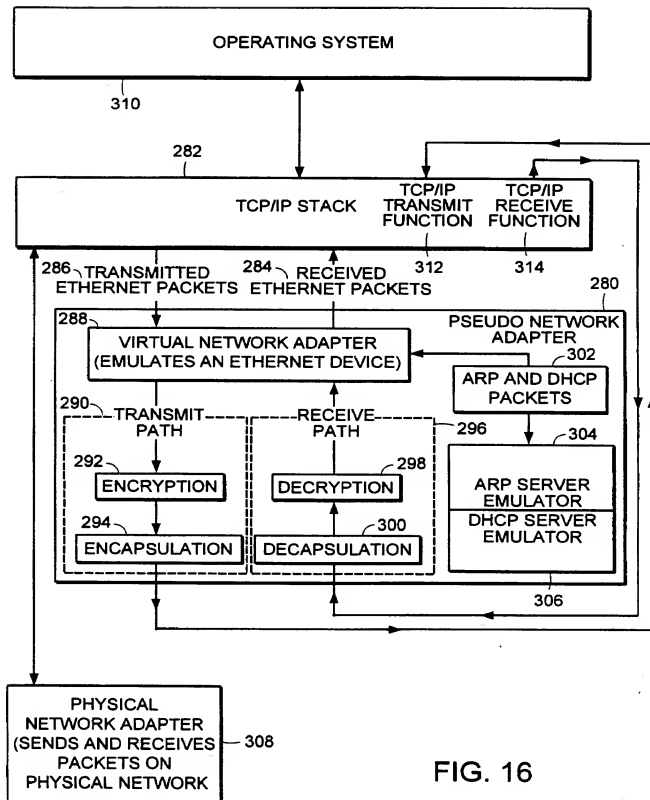 OPERATING SYSTEM
310
282
TCP/IP STACK
TCP/IP
TRANSMIT
FUNCTION
312
TCP/IP
RECEIVE
FUNCTION
314
286
TRANSMITTED
ETHERNET PACKETS
284
RECEIVED
ETHERNET PACKETS
280
288
VIRTUAL NETWORK ADAPTER
(EMULATES AN ETHERNET DEVICE)
PSEUDO NETWORK
ADAPTER
302
ARP AND DHCP
PACKETS
290
TRANSMIT
PATH
RECEIVE
PATH
296
292
ENCRYPTION
298
DECRYPTION
304
ARP SERVER
EMULATOR
DHCP SERVER
EMULATOR
306
294
ENCAPSULATION
300
DECAPSULATION
PHYSICAL
NETWORK ADAPTER
(SENDS AND RECEIVES
PACKETS ON
PHYSICAL NETWORK
308
FIG. 16